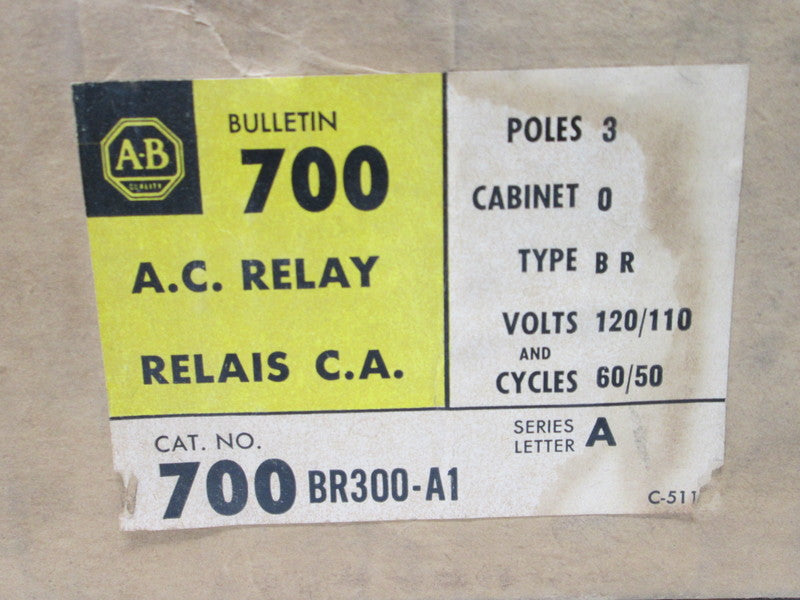 A-B
QUALITY
BULLETIN
700
A.C. RELAY
RELAIS C.A.
POLES 3
CABINET 0
TYPE B R
VOLTS 120/110
AND
CYCLES 60/50
CAT. NO.
700 BR300-A1
SERIES
LETTER A
C-511